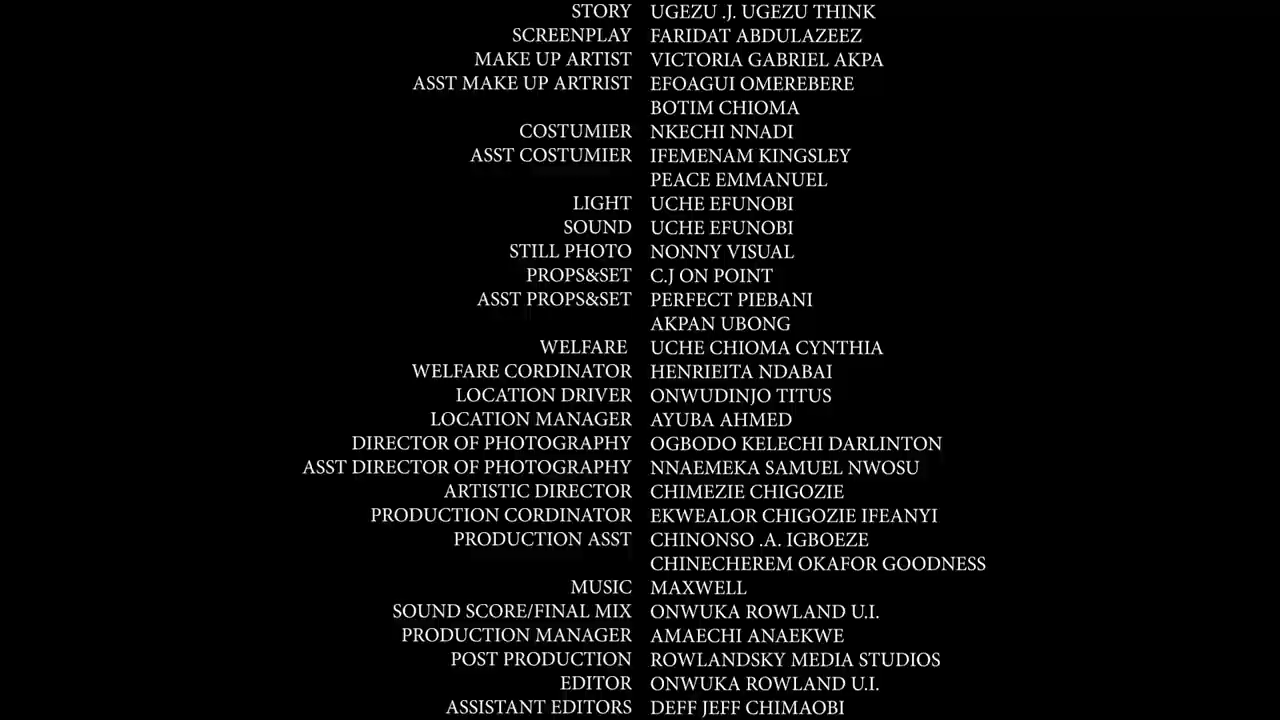 STORY UGEZU .J. UGEZU THINK
SCREENPLAY FARIDAT ABDULAZEEZ
MAKE UP ARTIST VICTORIA GABRIEL AKPA
ASST MAKE UP ARTRIST EFOAGUI OMEREBERE
BOTIM CHIOMA
COSTUMIER NKECHI NNADI
ASST COSTUMIER IFEMENAM KINGSLEY
PEACE EMMANUEL
LIGHT UCHE EFUNOBI
SOUND UCHE EFUNOBI
STILL PHOTO NONNY VISUAL
PROPS&SET C.J ON POINT
ASST PROPS&SET PERFECT PIEBANI
AKPAN UBONG
WELFARE UCHE CHIOMA CYNTHIA
WELFARE CORDINATOR HENRIEITA NDABAI
LOCATION DRIVER ONWUDINJO TITUS
LOCATION MANAGER AYUBA AHMED
DIRECTOR OF PHOTOGRAPHY OGBODO KELECHI DARLINTON
ASST DIRECTOR OF PHOTOGRAPHY NNAEMEKA SAMUEL NWOSU
ARTISTIC DIRECTOR CHIMEZIE CHIGOZIE
PRODUCTION CORDINATOR EKWEALOR CHIGOZIE IFEANYI
PRODUCTION ASST CHINONSO .A. IGBOEZE
CHINECHEREM OKAFOR GOODNESS
MUSIC MAXWELL
SOUND SCORE/FINAL MIX ONWUKA ROWLAND U.I.
PRODUCTION MANAGER AMAECHI ANAEKWE
POST PRODUCTION ROWLANDSKY MEDIA STUDIOS
EDITOR ONWUKA ROWLAND U.I.
ASSISTANT EDITORS DEFF JEFF CHIMAOBI